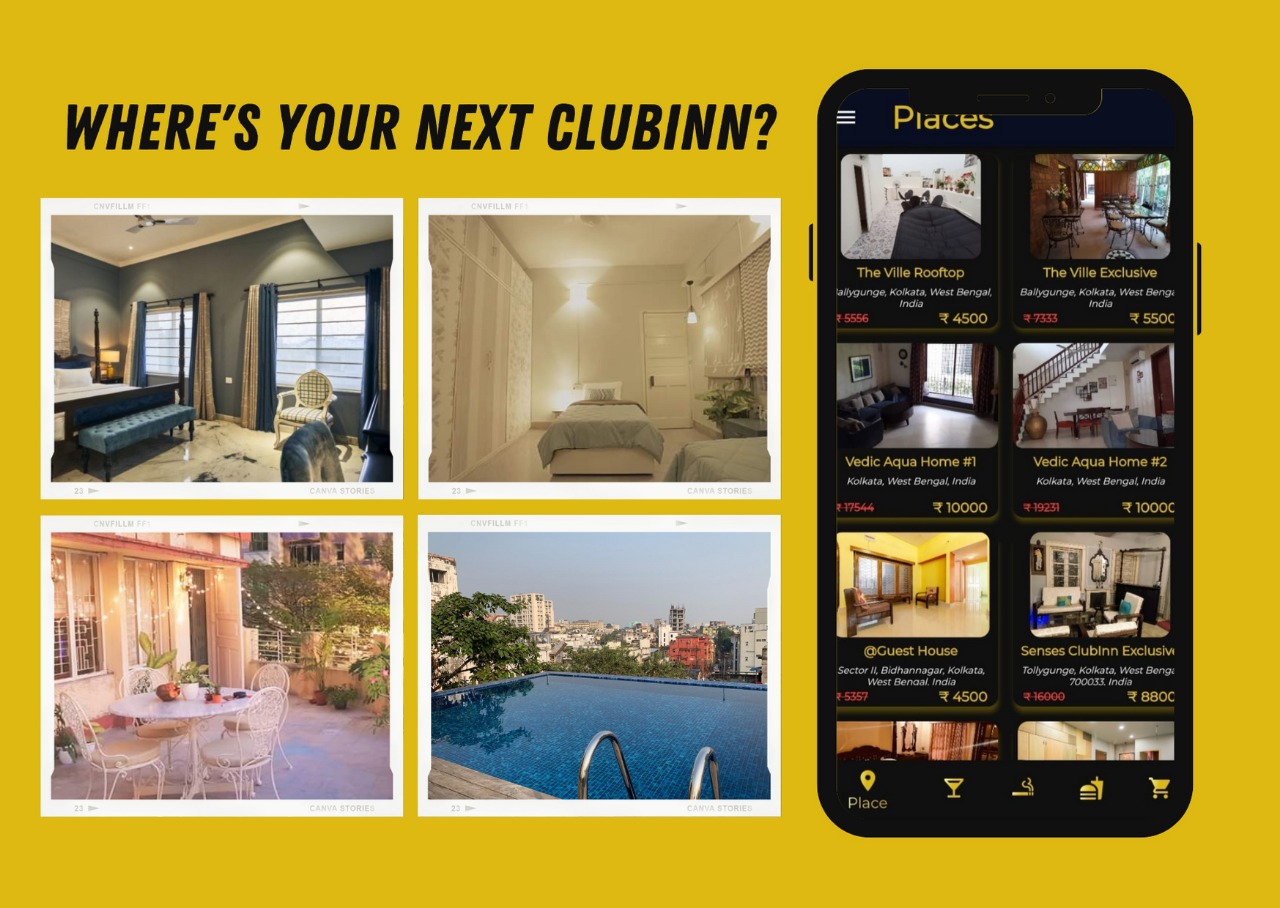 WHERE'S YOUR NEXT CLUBINN?
CNVFILLM FF1
23
CANVA STORIES
CNVFILLM FF1
23
CANVA STORIES
CNVFILLM FF1
23
CANVA STORIES
CNVFILLM FF1
23
CANVA STORIES
Places
The Ville Rooftop
allygunge, Kolkata, West Bengal,
India
₹ 5556 ₹ 4500
The Ville Exclusive
Ballygunge, Kolkata, West Benga
India
₹ 7333 ₹ 5500
Vedic Aqua Home #1
Kolkata, West Bengal, India
₹ 17544 ₹ 10000
Vedic Aqua Home #2
Kolkata, West Bengal, India
₹ 19231 ₹ 10000
@Guest House
Sector II, Bidhannagar, Kolkata,
West Bengal, India
₹ 5357 ₹ 4500
Senses ClubInn Exclusive
Tollygunge, Kolkata, West Benga
700033, India
₹ 16000 ₹ 8800
Place